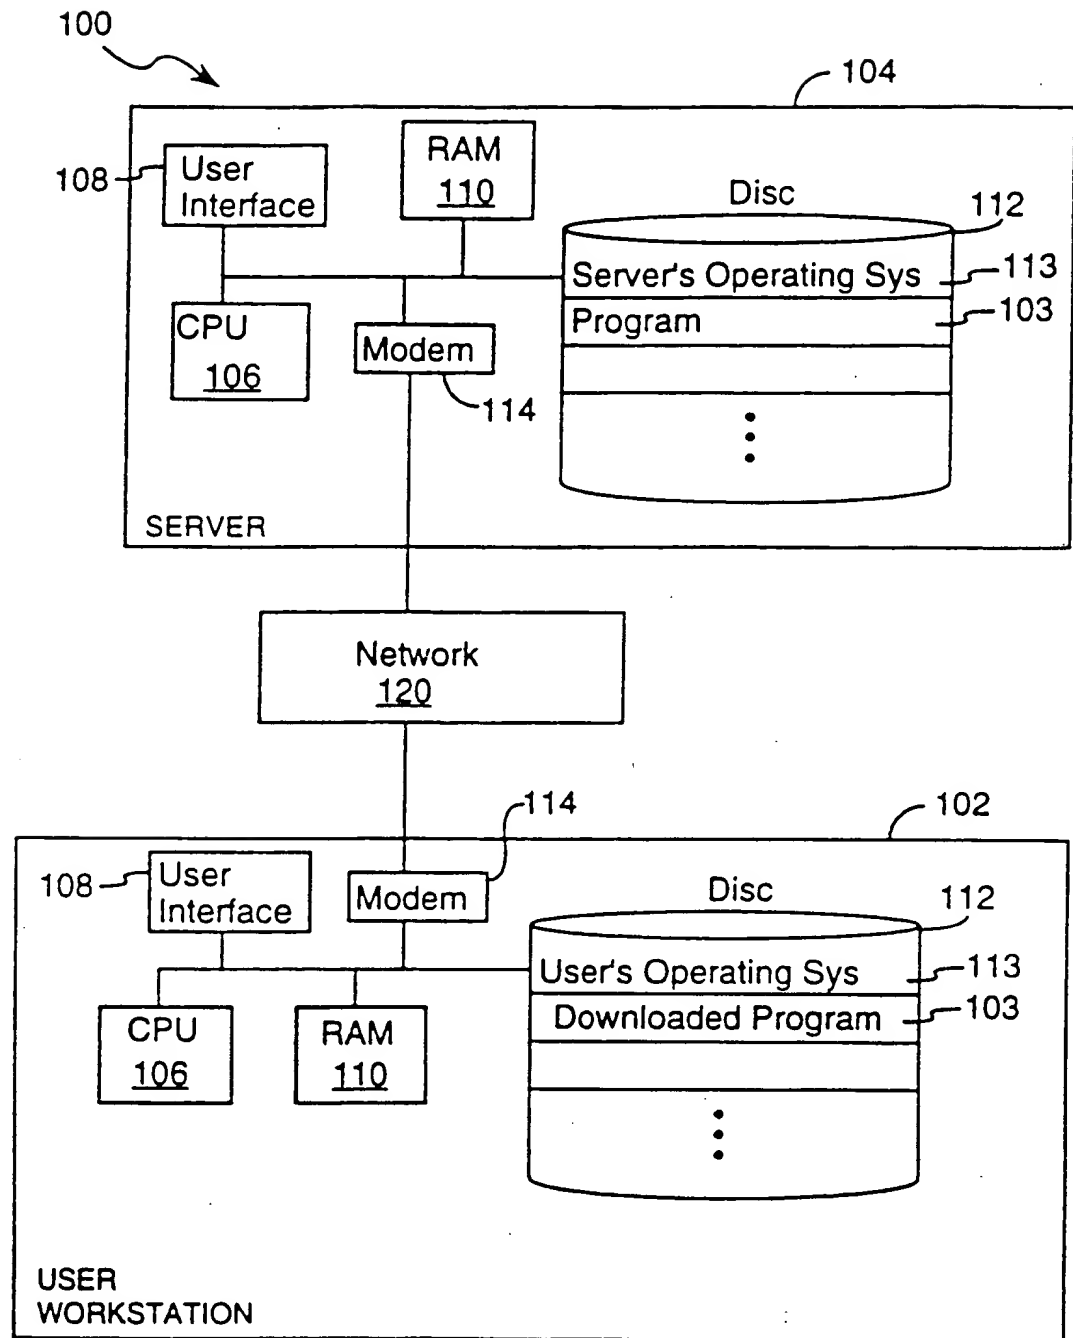 100
104
108
User
Interface
RAM
110
Disc
112
Server's Operating Sys
113
Program
103
CPU
106
Modem
114
SERVER
Network
120
114
102
108
User
Interface
Modem
Disc
112
User's Operating Sys
113
Downloaded Program
103
CPU
106
RAM
110
USER
WORKSTATION